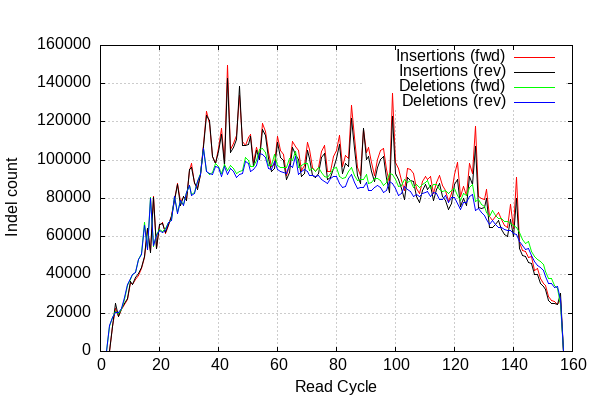 160000
140000
120000
100000
80000
60000
40000
20000
0
0 20 40 60 80 100 120 140 160
Indel count
Read Cycle
Insertions (fwd)
Insertions (rev)
Deletions (fwd)
Deletions (rev)